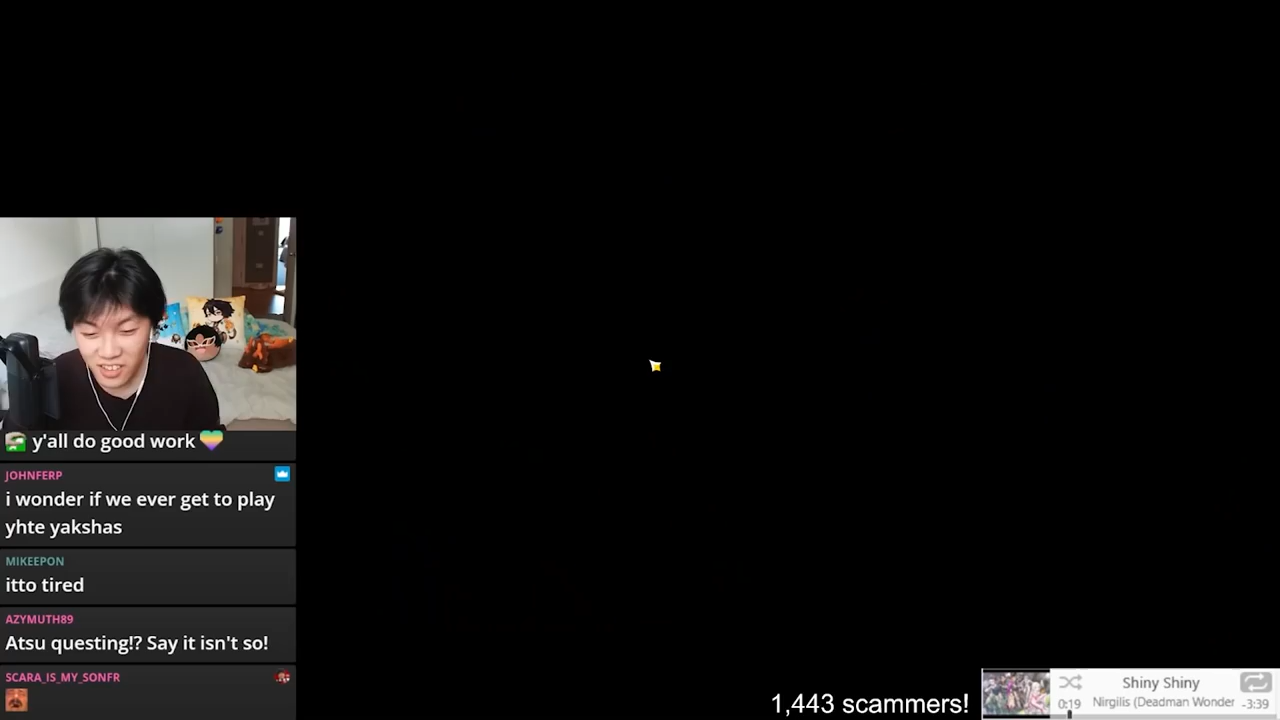 y'all do good work
JOHNFERP
i wonder if we ever get to play
yhte yakshas
MIKEEPON
itto tired
AZYMUTH89
Atsu questing!? Say it isn't so!
SCARA_IS_MY_SONFR
1,443 scammers!
Shiny Shiny
0:19 Nirgilis (Deadman Wonder -3:39